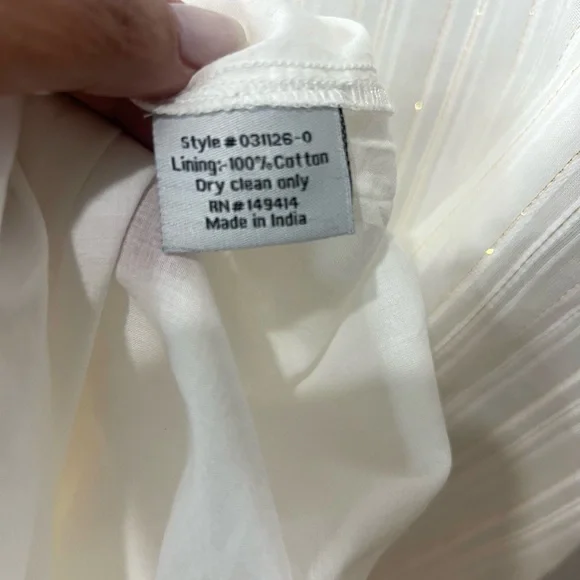 Style # 031126-0
Lining:-100% Cotton
Dry clean only
RN#149414
Made in India